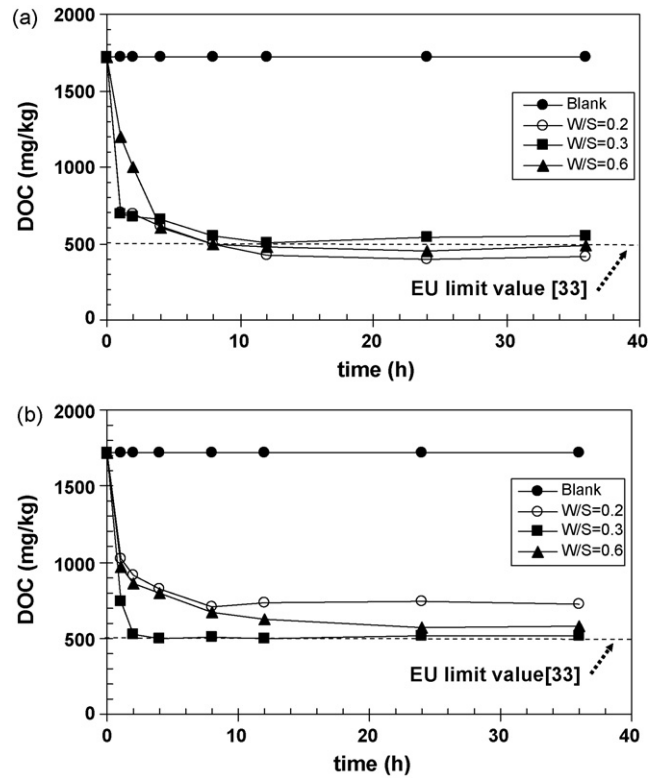 (a)
2000
1500
1000
500
0
DOC (mg/kg)
Blank
W/S=0.2
W/S=0.3
W/S=0.6
EU limit value [33]
0 10 20 30 40
time (h)
(b)
2000
1500
1000
500
0
DOC (mg/kg)
Blank
W/S=0.2
W/S=0.3
W/S=0.6
EU limit value[33]
0 10 20 30 40
time (h)